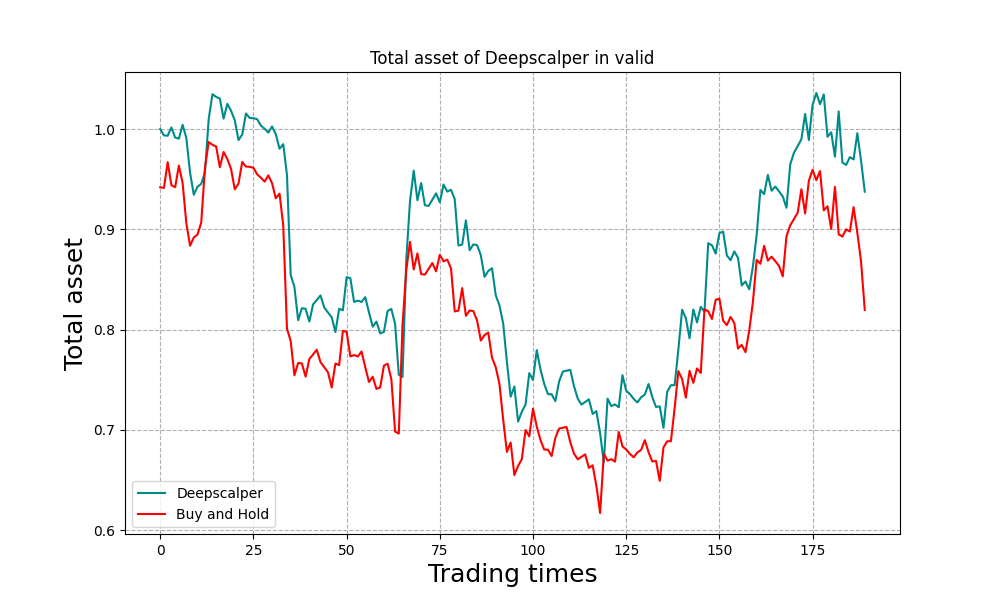 Total asset of Deepscalper in valid
Total asset
1.0
0.9
0.8
0.7
0.6
Deepscalper
Buy and Hold
0 25 50 75 100 125 150 175
Trading times